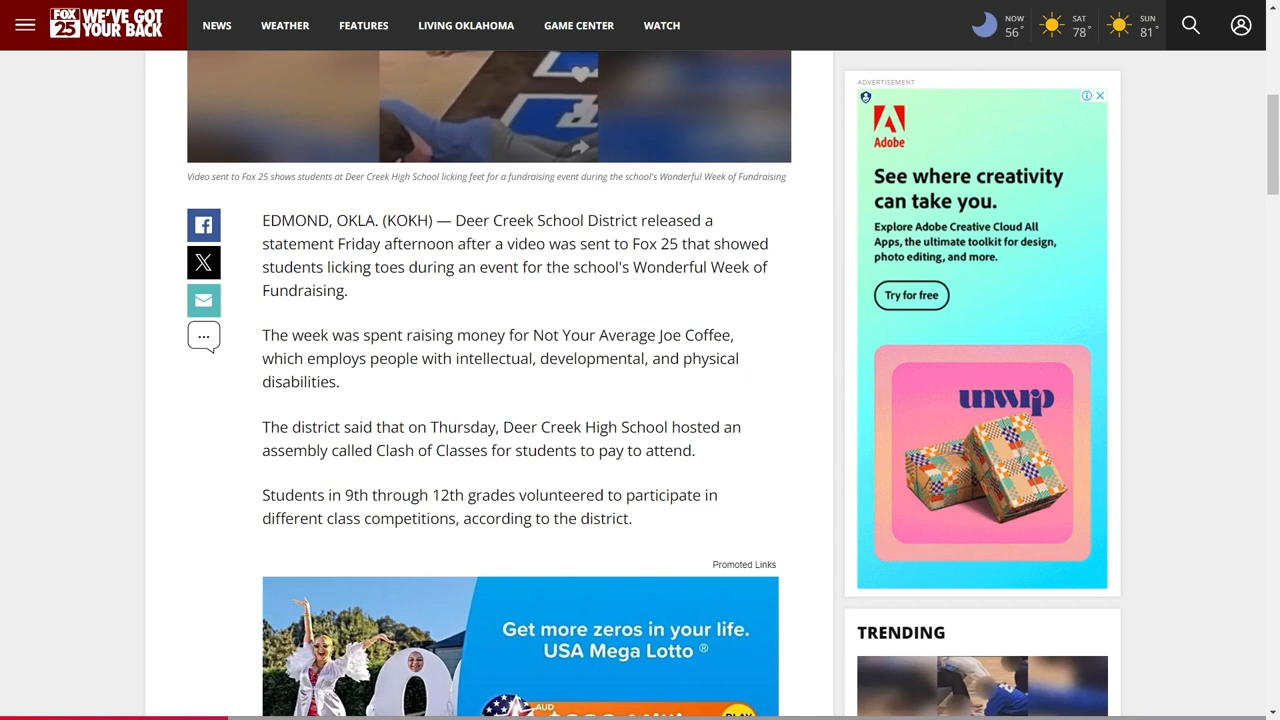 FOX 25 WE'VE GOT YOUR BACK
NEWS
WEATHER
FEATURES
LIVING OKLAHOMA
GAME CENTER
WATCH
NOW
56°
SAT
78°
SUN
81°
Video sent to Fox 25 shows students at Deer Creek High School licking feet for a fundraising event during the school's Wonderful Week of Fundraising
EDMOND, OKLA. (KOKH) — Deer Creek School District released a
statement Friday afternoon after a video was sent to Fox 25 that showed
students licking toes during an event for the school's Wonderful Week of
Fundraising.
The week was spent raising money for Not Your Average Joe Coffee,
which employs people with intellectual, developmental, and physical
disabilities.
The district said that on Thursday, Deer Creek High School hosted an
assembly called Clash of Classes for students to pay to attend.
Students in 9th through 12th grades volunteered to participate in
different class competitions, according to the district.
Promoted Links
Get more zeros in your life.
USA Mega Lotto ®
AUD
PLAY
ADVERTISEMENT
Adobe
See where creativity
can take you.
Explore Adobe Creative Cloud All
Apps, the ultimate toolkit for design,
photo editing, and more.
Try for free
unwrp
TRENDING